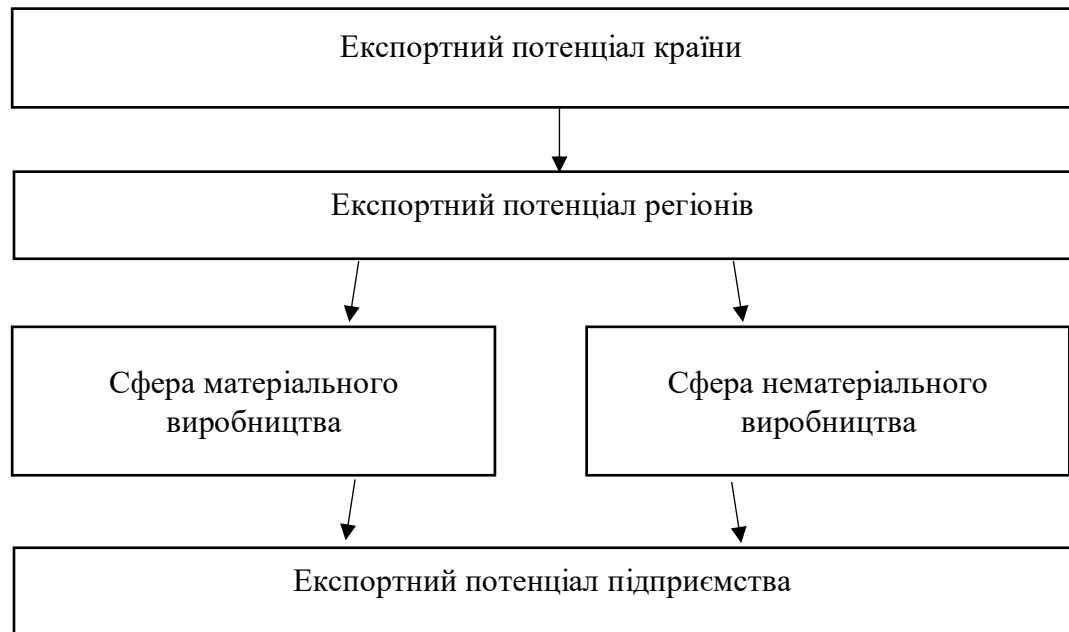 Експортний потенціал країни
Експортний потенціал регіонів
Сфера матеріального
виробництва
Сфера нематеріального
виробництва
Експортний потенціал підприємства